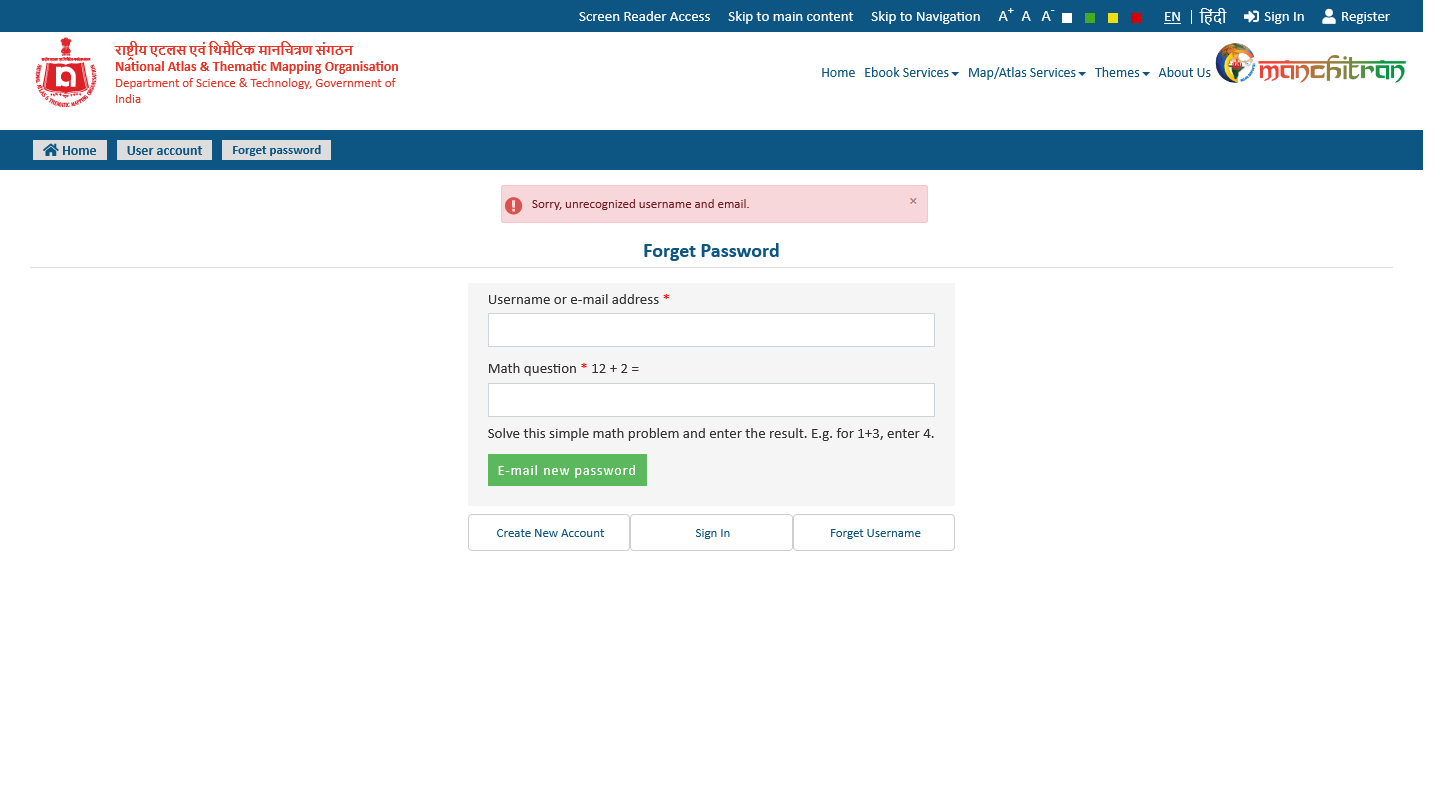 Screen Reader Access Skip to main content Skip to Navigation A+ A A- EN | हिंदी Sign In Register
राष्ट्रीय एटलस एवं थिमैटिक मानचित्रण संगठन
National Atlas & Thematic Mapping Organisation
Department of Science & Technology, Government of
India
Home Ebook Services Map/Atlas Services Themes About Us manchitran
Home User account Forget password
Sorry, unrecognized username and email. ×
Forget Password
Username or e-mail address *
Math question * 12 + 2 =
Solve this simple math problem and enter the result. E.g. for 1+3, enter 4.
E-mail new password
Create New Account Sign In Forget Username